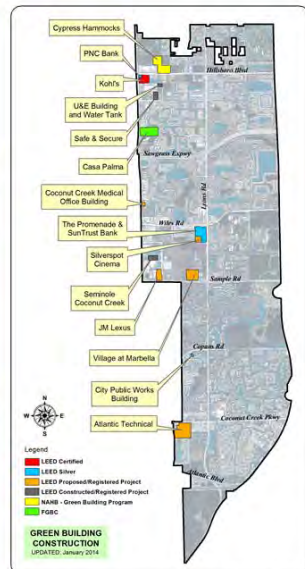 Cypress Hammocks
PNC Bank
Hillsboro Blvd
Kohl's
U&E Building
and Water Tank
Safe & Secure
Casa Palma
Sawgrass Expwy
Lyons Rd
Coconut Creek Medical
Office Building
The Promenade &
SunTrust Bank
Wiles Rd
Silverspot
Cinema
Seminole
Coconut Creek
Sample Rd
JM Lexus
Village at Marbella
Copans Rd
City Public Works
Building
Coconut Creek Pkwy
Atlantic Technical
Atlantic Blvd
N
W
E
S
Legend
LEED Certified
LEED Silver
LEED Proposed/Registered Project
LEED Constructed/Registered Project
NAHB - Green Building Program
FGBC
GREEN BUILDING
CONSTRUCTION
UPDATED: January 2014